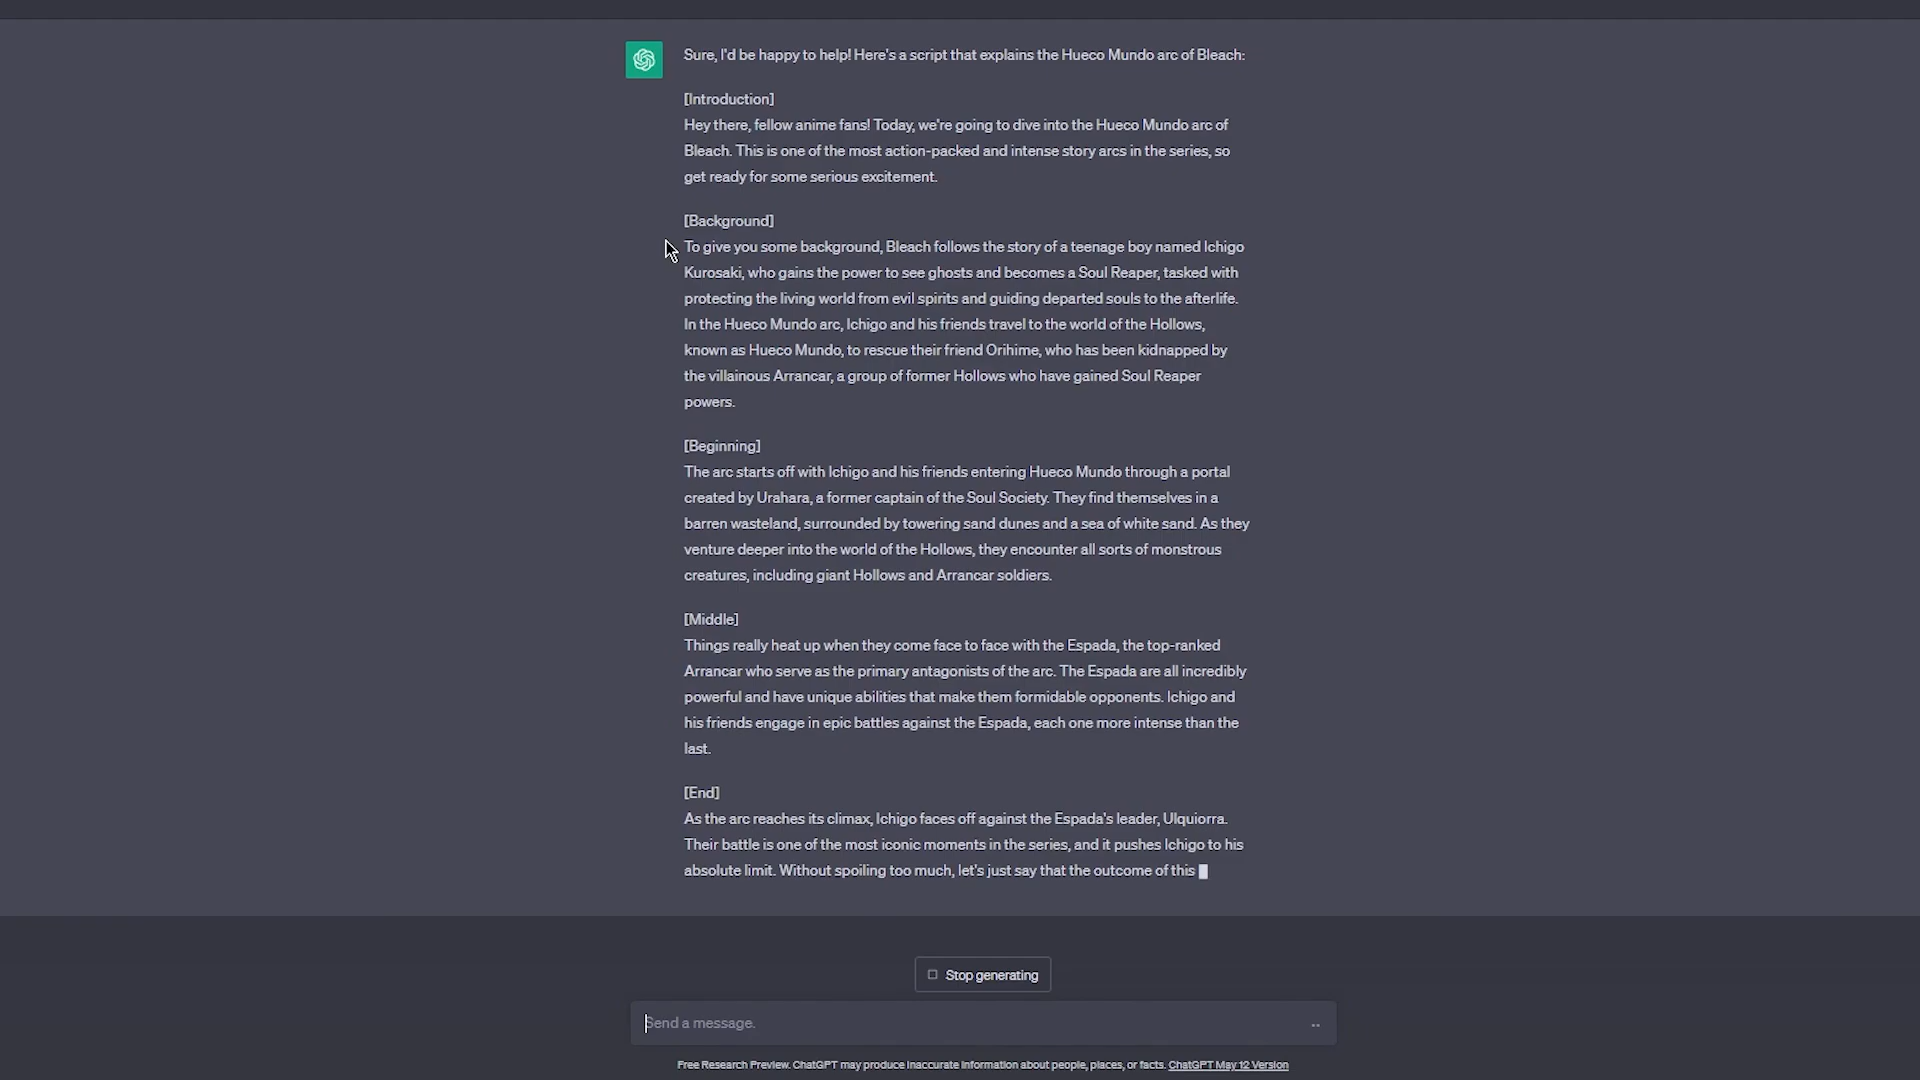 Sure, I'd be happy to help! Here's a script that explains the Hueco Mundo arc of Bleach:
[Introduction]
Hey there, fellow anime fans! Today, we're going to dive into the Hueco Mundo arc of
Bleach. This is one of the most action-packed and intense story arcs in the series, so
get ready for some serious excitement.
[Background]
To give you some background, Bleach follows the story of a teenage boy named Ichigo
Kurosaki, who gains the power to see ghosts and becomes a Soul Reaper, tasked with
protecting the living world from evil spirits and guiding departed souls to the afterlife.
In the Hueco Mundo arc, Ichigo and his friends travel to the world of the Hollows,
known as Hueco Mundo, to rescue their friend Orihime, who has been kidnapped by
the villainous Arrancar, a group of former Hollows who have gained Soul Reaper
powers.
[Beginning]
The arc starts off with Ichigo and his friends entering Hueco Mundo through a portal
created by Urahara, a former captain of the Soul Society. They find themselves in a
barren wasteland, surrounded by towering sand dunes and a sea of white sand. As they
venture deeper into the world of the Hollows, they encounter all sorts of monstrous
creatures, including giant Hollows and Arrancar soldiers.
[Middle]
Things really heat up when they come face to face with the Espada, the top-ranked
Arrancar who serve as the primary antagonists of the arc. The Espada are all incredibly
powerful and have unique abilities that make them formidable opponents. Ichigo and
his friends engage in epic battles against the Espada, each one more intense than the
last.
[End]
As the arc reaches its climax, Ichigo faces off against the Espada's leader, Ulquiorra.
Their battle is one of the most iconic moments in the series, and it pushes Ichigo to his
absolute limit. Without spoiling too much, let's just say that the outcome of this
Stop generating
Send a message.
Free Research Preview. ChatGPT may produce inaccurate information about people, places, or facts. ChatGPT May 12 Version